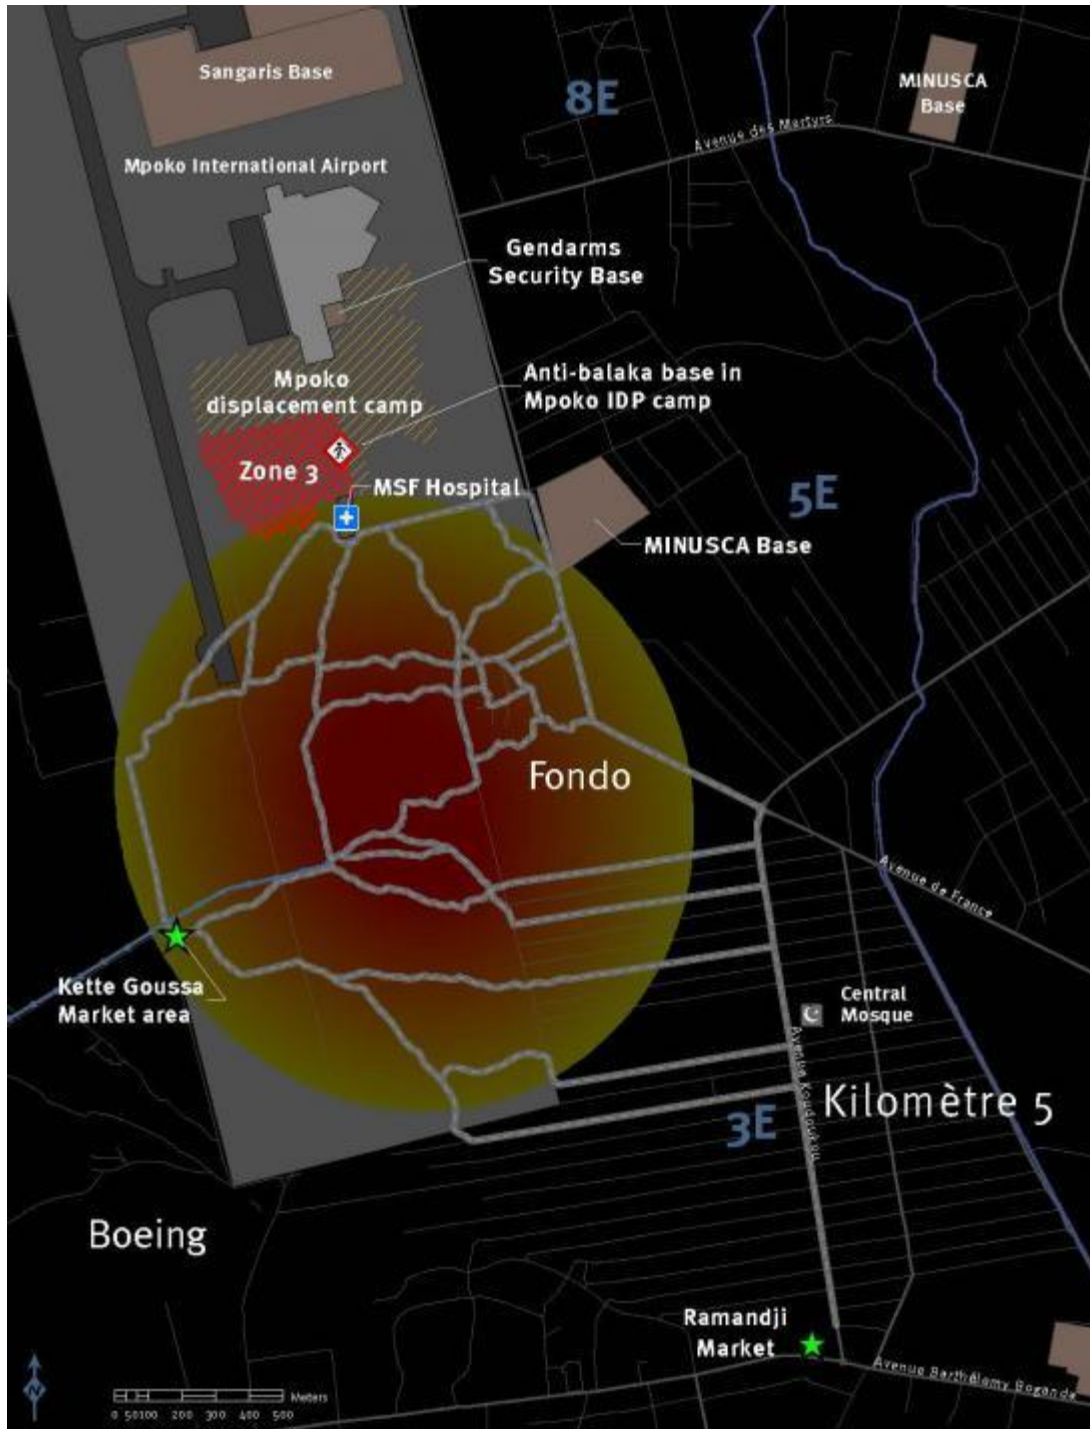 Sangaris Base
8E
MINUSCA
Base
Avenue des Martyrs
Mpoko International Airport
Gendarms
Security Base
Anti-balaka base in
Mpoko IDP camp
Mpoko
displacement camp
Zone 3
MSF Hospital
5E
MINUSCA Base
Fondo
Avenue de France
Kette Goussa
Market area
Central
Mosque
Avenue Koudoukou
Kilomètre 5
3E
Boeing
Ramandji
Market
Avenue Barthélemy Boganda
N
Meters
0 50100 200 300 400 500